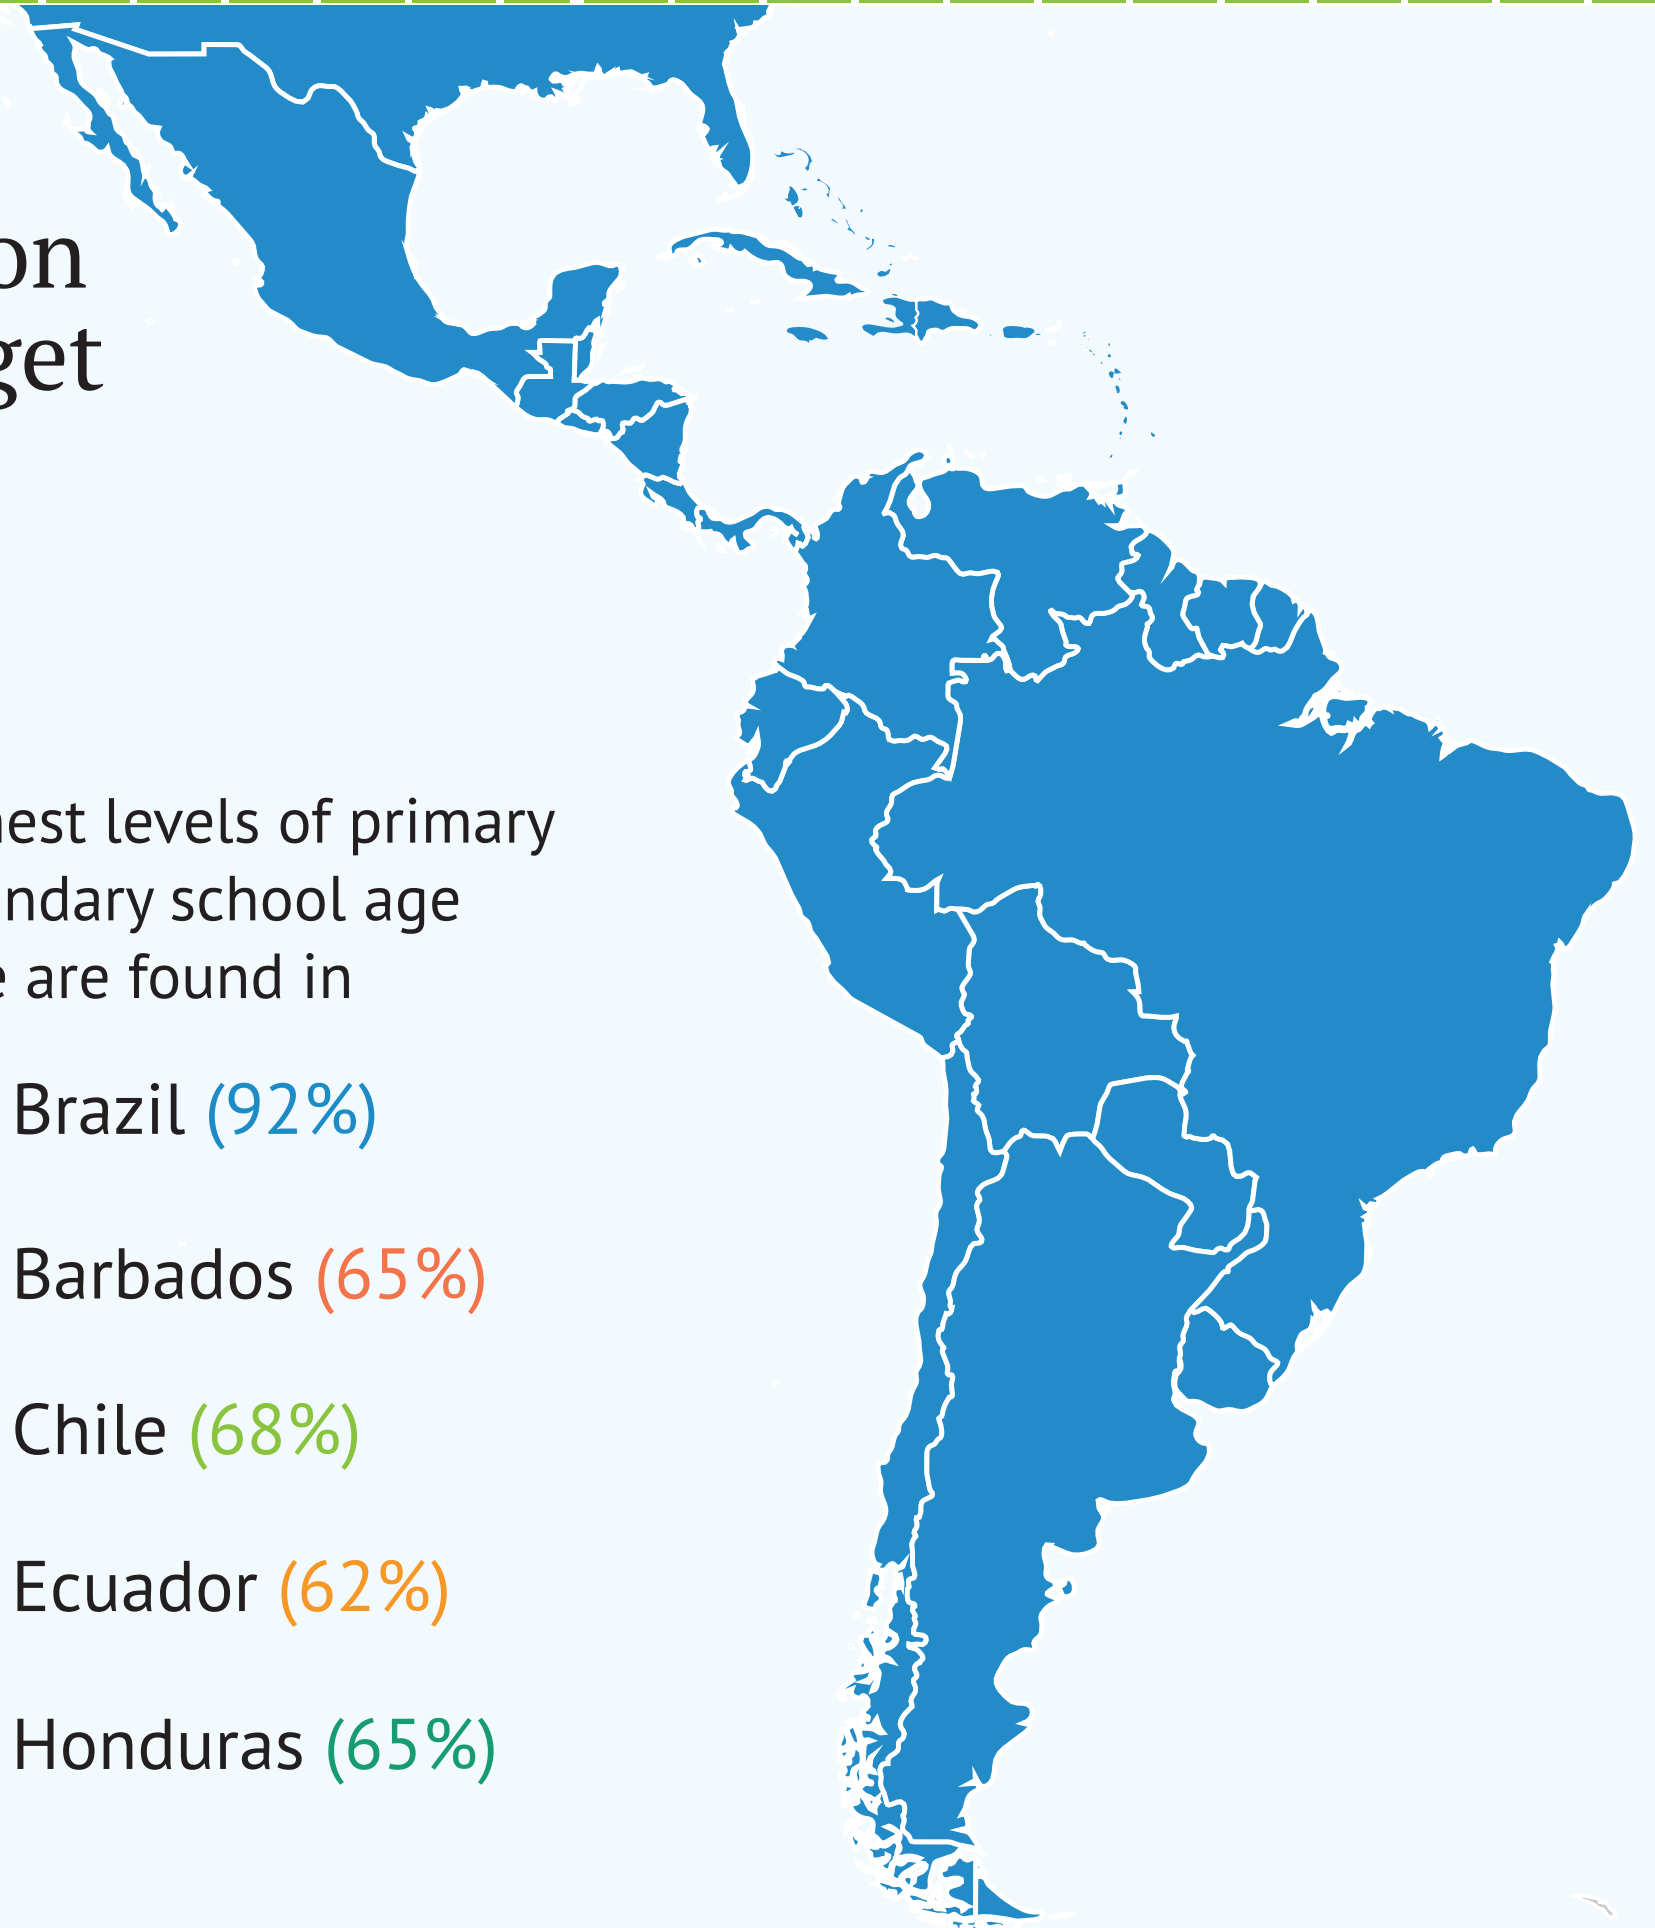 on
get
est levels of primary
ndary school age
e are found in
Brazil (92%)
Barbados (65%)
Chile (68%)
Ecuador (62%)
Honduras (65%)